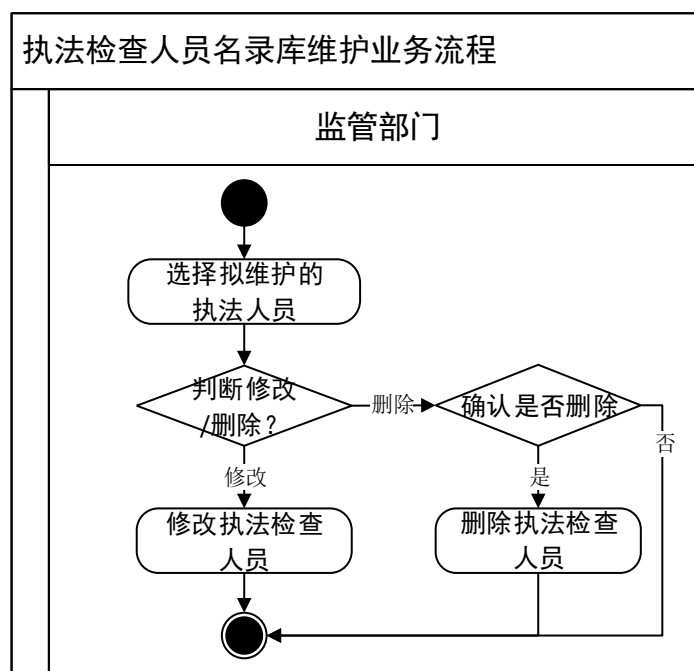 执法检查人员名录库维护业务流程
监管部门
选择拟维护的
执法人员
判断修改
/删除？
删除
确认是否删除
否
修改
是
修改执法检查
人员
删除执法检查
人员